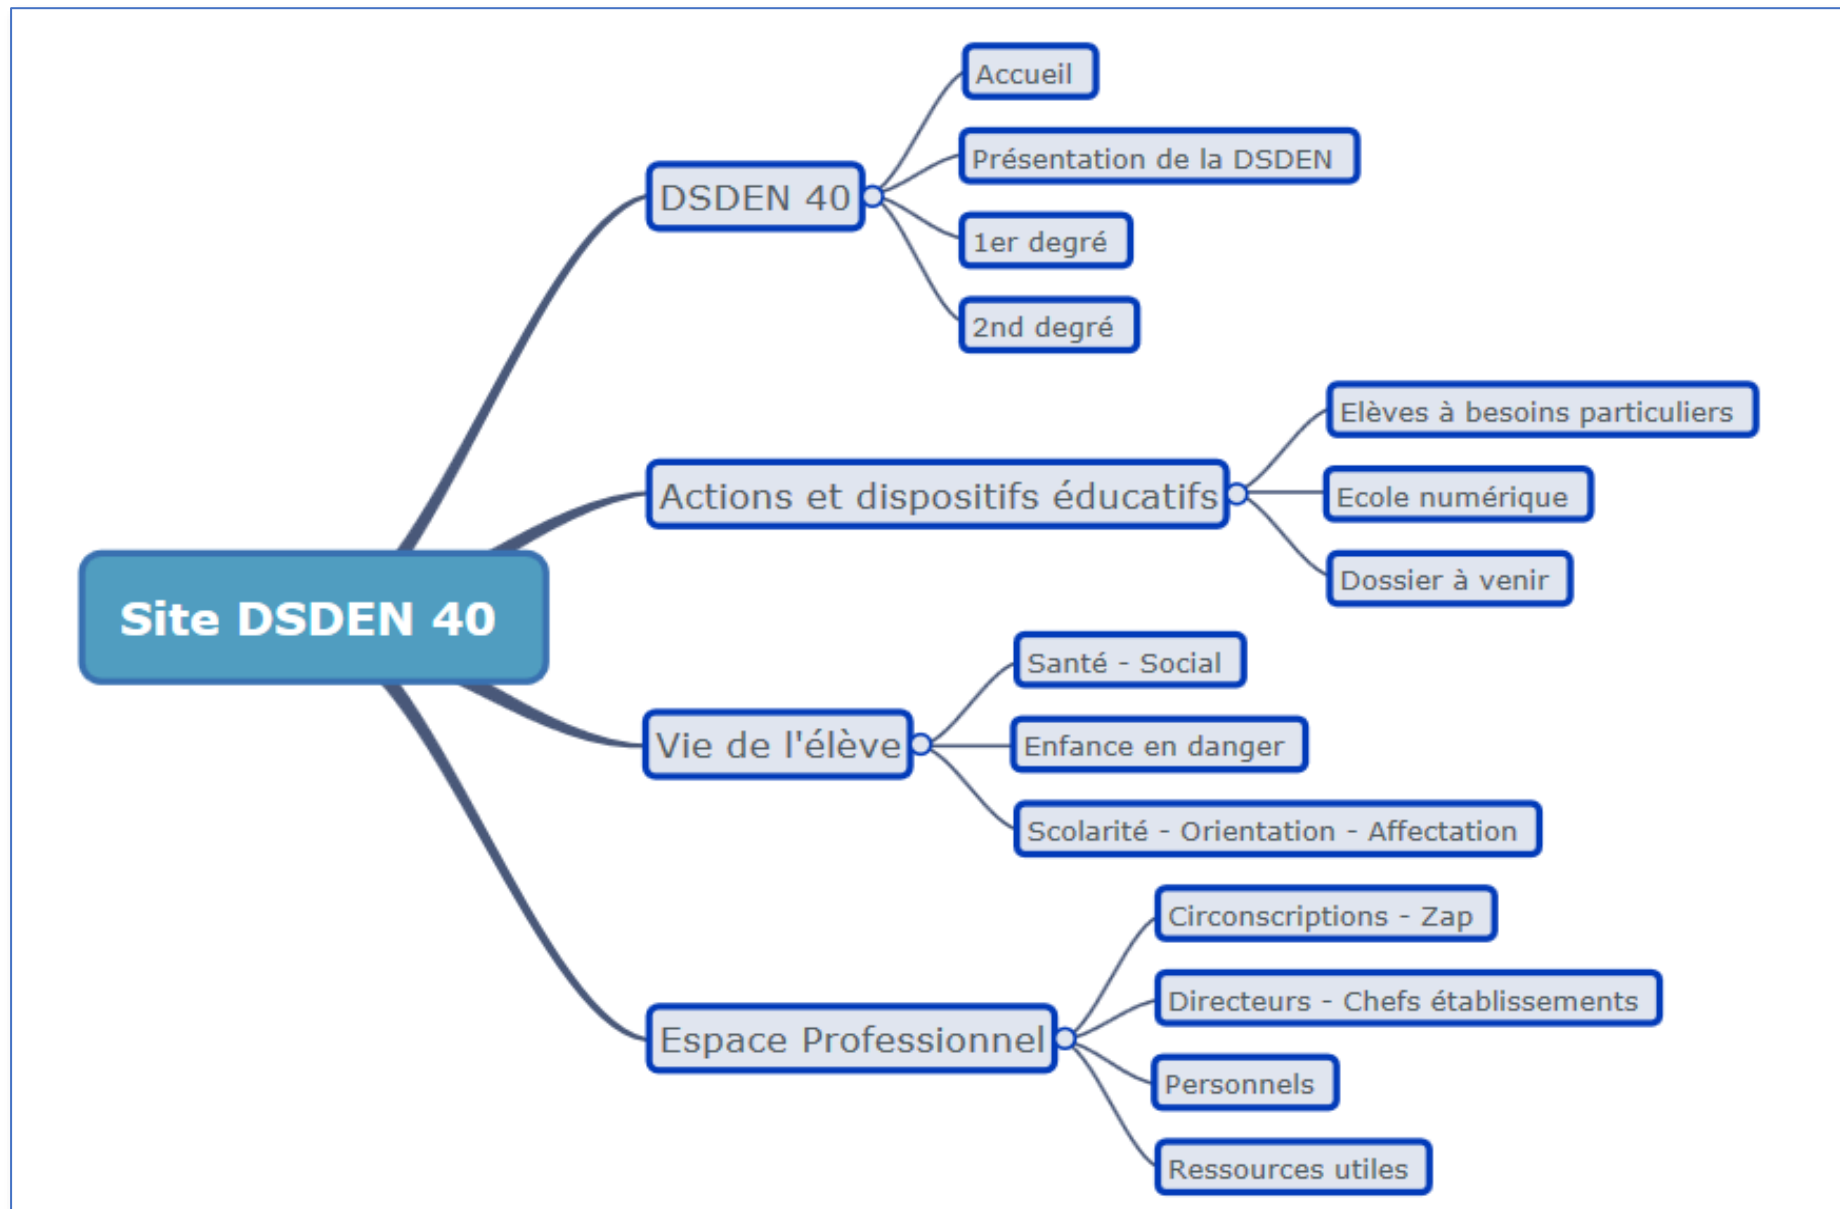 Site DSDEN 40
DSDEN 40
Accueil
Présentation de la DSDEN
1er degré
2nd degré
Actions et dispositifs éducatifs
Elèves à besoins particuliers
Ecole numérique
Dossier à venir
Vie de l'élève
Santé - Social
Enfance en danger
Scolarité - Orientation - Affectation
Espace Professionnel
Circonscriptions - Zap
Directeurs - Chefs établissements
Personnels
Ressources utiles